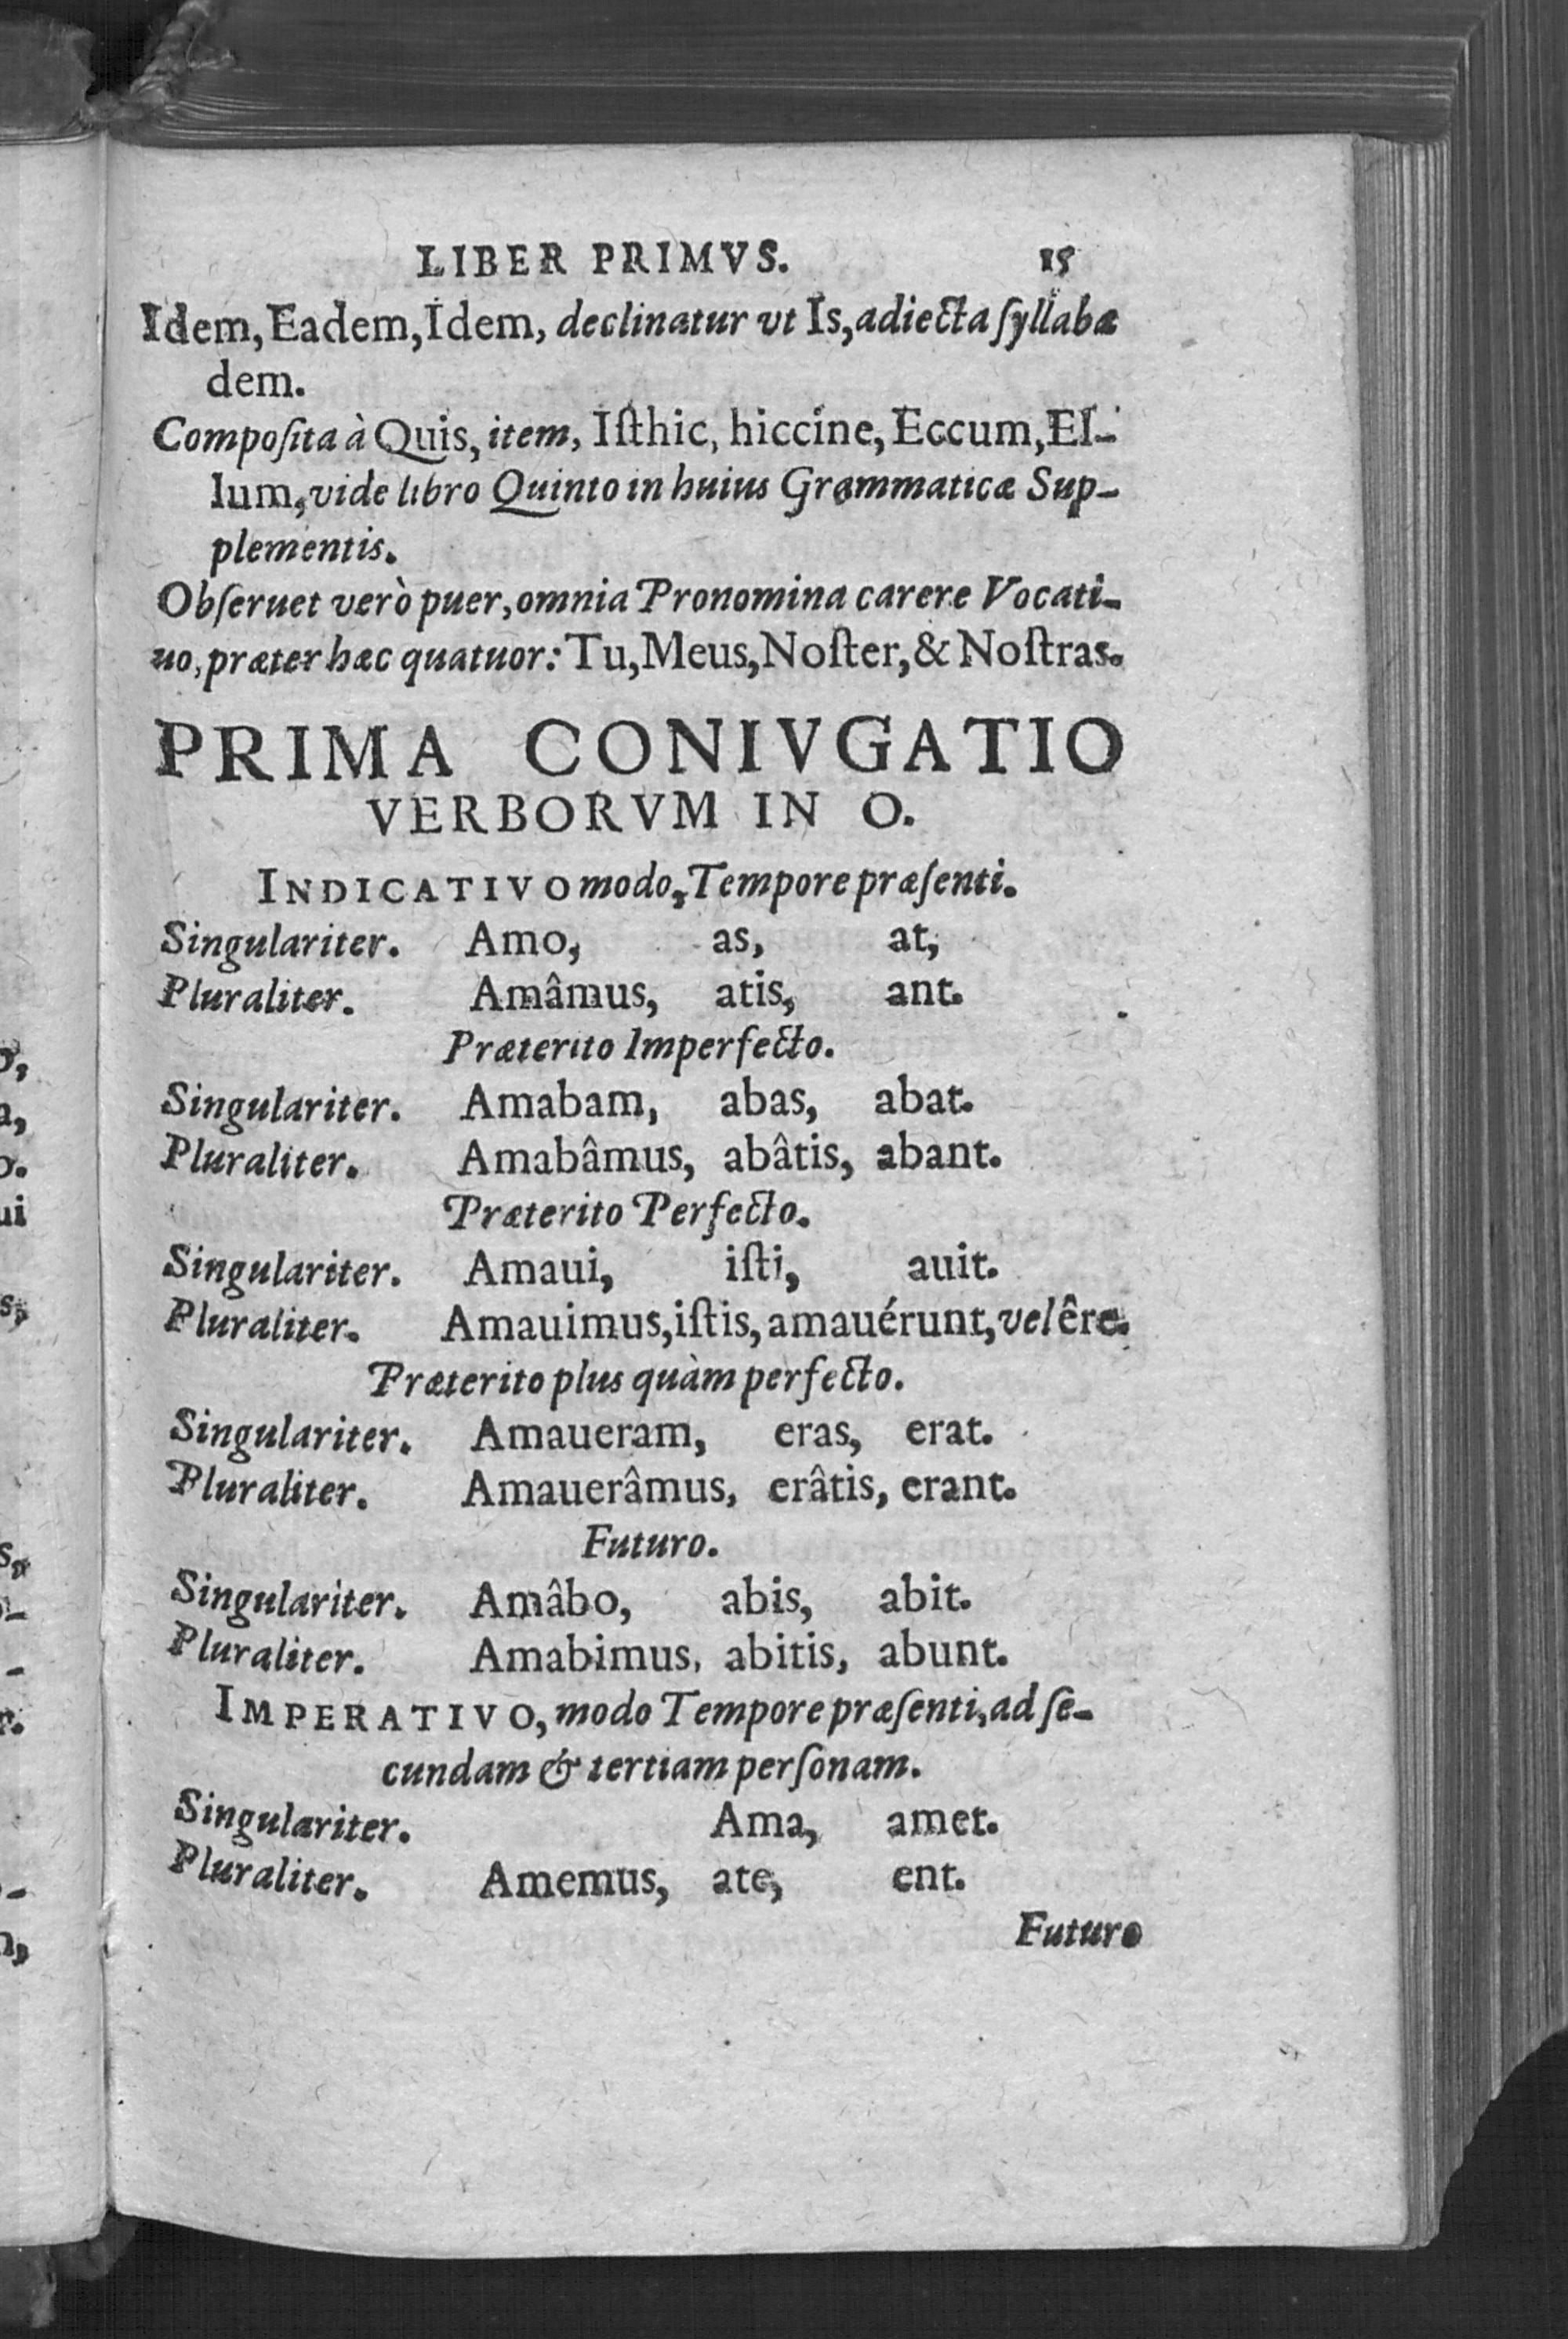 LIBER PRIMVS. 15
Idem, Eadem, Idem, declinatur vt Is, adiecta ſyllaba
dem.
Compoſita à Quis, item, Iſthic, hiccine, Eccum, El-
lum, vide libro Quinto in huius Grammaticæ Sup-
plementis.
Obſeruet verò puer, omnia Pronomina carere Vocati-
uo, præter hæc quatuor: Tu, Meus, Noſter, & Noſtras.
PRIMA CONIVGATIO
VERBORVM IN O.
INDICATIVO modo, Tempore præſenti.
Singulariter. Amo, as, at,
Pluraliter. Amâmus, atis, ant.
Præterito Imperfecto.
Singulariter. Amabam, abas, abat.
Pluraliter. Amabâmus, abâtis, abant.
Præterito Perfecto.
Singulariter. Amaui, iſti, auit.
Pluraliter. Amauimus, iſtis, amauérunt, vel êre.
Præterito plus quàm perfecto.
Singulariter. Amaueram, eras, erat.
Pluraliter. Amauerâmus, erâtis, erant.
Futuro.
Singulariter. Amâbo, abis, abit.
Pluraliter. Amabimus, abitis, abunt.
IMPERATIVO, modo Tempore præſenti, ad ſe-
cundam & tertiam perſonam.
Singulariter. Ama, amet.
Pluraliter. Amemus, ate, ent.
Futuro